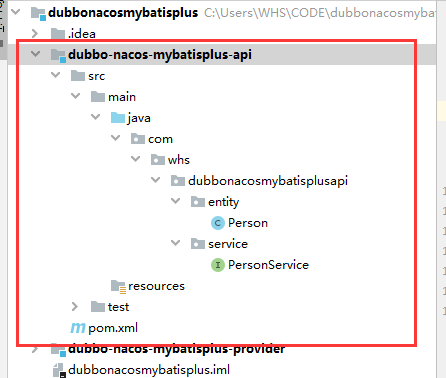 dubbonacosmybatisplus C:\Users\WHS\CODE\dubbonacosmybat
.idea
dubbo-nacos-mybatisplus-api
src
main
java
com
whs
dubbonacosmybatisplusapi
entity
C Person
service
I PersonService
resources
test
m pom.xml
dubbo-nacos-mybatisplus-provider
dubbonacosmybatisplus.iml